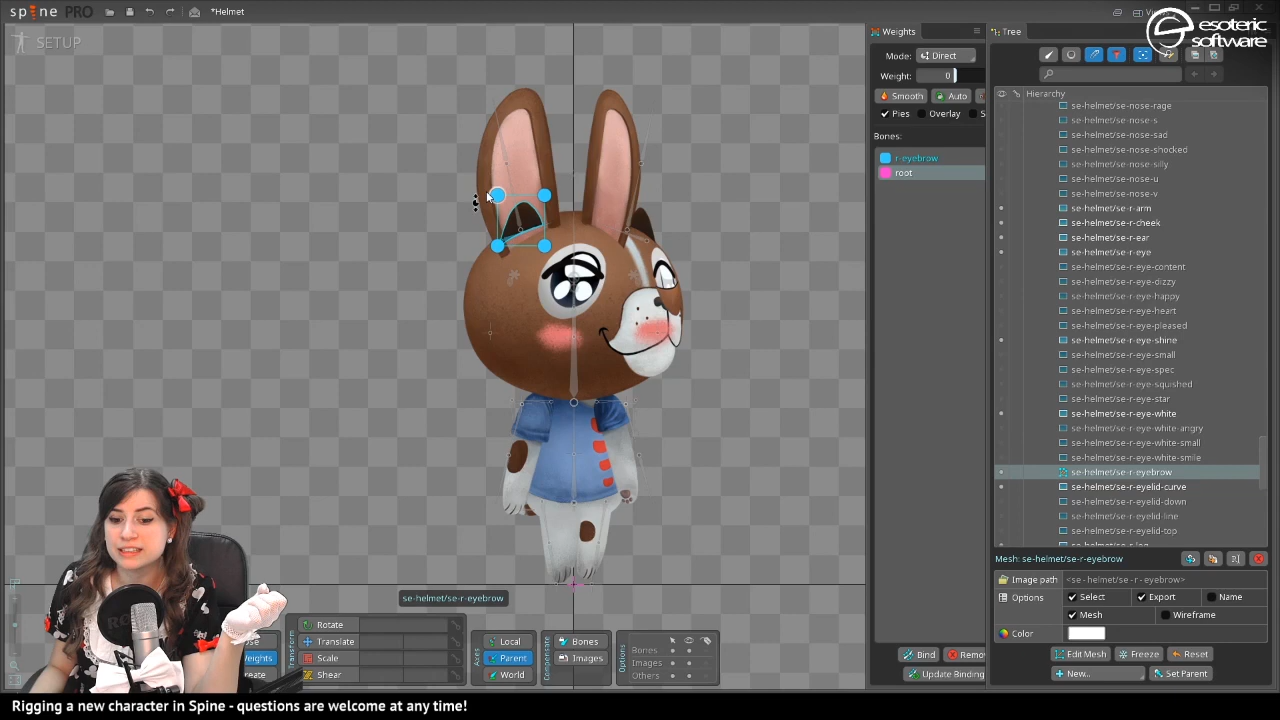 spine PRO
*Helmet
Views
esoteric
software
SETUP
Weights
Mode:
Direct
Weight:
0
Smooth
Auto
Pies
Overlay
S
Bones:
r-eyebrow
root
Bind
Remov
Update Binding
Tree
Hierarchy
se-helmet/se-nose-rage
se-helmet/se-nose-s
se-helmet/se-nose-sad
se-helmet/se-nose-shocked
se-helmet/se-nose-silly
se-helmet/se-nose-u
se-helmet/se-nose-v
se-helmet/se-r-arm
se-helmet/se-r-cheek
se-helmet/se-r-ear
se-helmet/se-r-eye
se-helmet/se-r-eye-content
se-helmet/se-r-eye-dizzy
se-helmet/se-r-eye-happy
se-helmet/se-r-eye-heart
se-helmet/se-r-eye-pleased
se-helmet/se-r-eye-shine
se-helmet/se-r-eye-small
se-helmet/se-r-eye-spec
se-helmet/se-r-eye-squished
se-helmet/se-r-eye-star
se-helmet/se-r-eye-white
se-helmet/se-r-eye-white-angry
se-helmet/se-r-eye-white-small
se-helmet/se-r-eye-white-smile
se-helmet/se-r-eyebrow
se-helmet/se-r-eyelid-curve
se-helmet/se-r-eyelid-down
se-helmet/se-r-eyelid-line
se-helmet/se-r-eyelid-top
Mesh: se-helmet/se-r-eyebrow
Image path
<se-helmet/se-r-eyebrow>
Options
Select
Export
Name
Mesh
Wireframe
Color
Edit Mesh
Freeze
Reset
New...
Set Parent
se-helmet/se-r-eyebrow
Weights
Transform
Rotate
Translate
Scale
Shear
Axes
Local
Parent
World
Compensate
Bones
Images
Options
Bones
Images
Others
Rigging a new character in Spine - questions are welcome at any time!